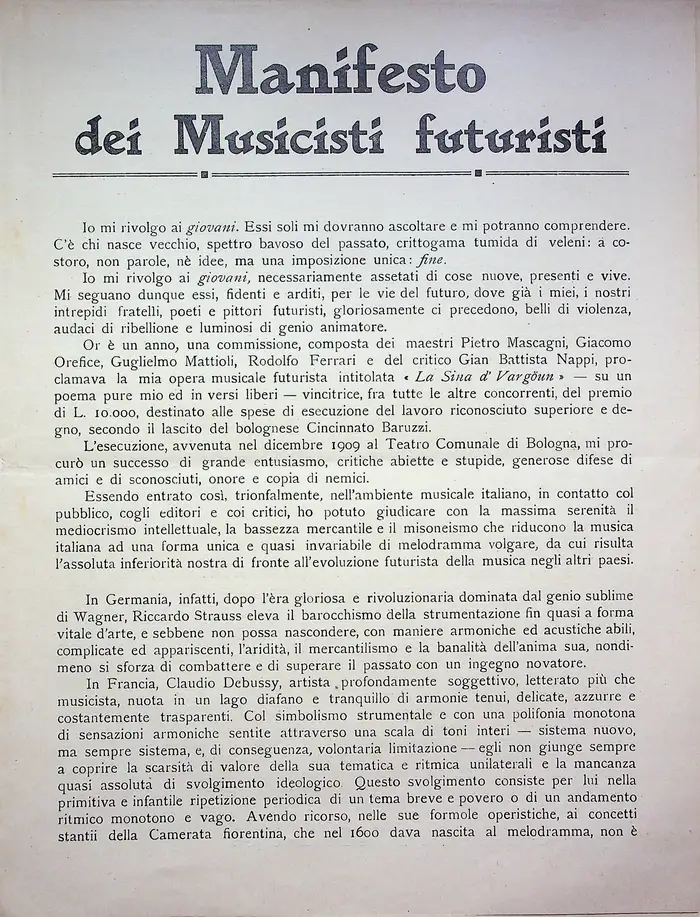 Manifesto
dei Musicisti futuristi
Io mi rivolgo ai giovani. Essi soli mi dovranno ascoltare e mi potranno comprendere.
C'è chi nasce vecchio, spettro bavoso del passato, crittogama tumida di veleni: a co-
storo, non parole, nè idee, ma una imposizione unica: fine.
Io mi rivolgo ai giovani, necessariamente assetati di cose nuove, presenti e vive.
Mi seguano dunque essi, fidenti e arditi, per le vie del futuro, dove già i miei, i nostri
intrepidi fratelli, poeti e pittori futuristi, gloriosamente ci precedono, belli di violenza,
audaci di ribellione e luminosi di genio animatore.
Or è un anno, una commissione, composta dei maestri Pietro Mascagni, Giacomo
Orefice, Guglielmo Mattioli, Rodolfo Ferrari e del critico Gian Battista Nappi, pro-
clamava la mia opera musicale futurista intitolata « La Sina d' Vargöun » — su un
poema pure mio ed in versi liberi — vincitrice, fra tutte le altre concorrenti, del premio
di L. 10.000, destinato alle spese di esecuzione del lavoro riconosciuto superiore e de-
gno, secondo il lascito del bolognese Cincinnato Baruzzi.
L'esecuzione, avvenuta nel dicembre 1909 al Teatro Comunale di Bologna, mi pro-
curò un successo di grande entusiasmo, critiche abiette e stupide, generose difese di
amici e di sconosciuti, onore e copia di nemici.
Essendo entrato così, trionfalmente, nell'ambiente musicale italiano, in contatto col
pubblico, cogli editori e coi critici, ho potuto giudicare con la massima serenità il
mediocrismo intellettuale, la bassezza mercantile e il misoneismo che riducono la musica
italiana ad una forma unica e quasi invariabile di melodramma volgare, da cui risulta
l'assoluta inferiorità nostra di fronte all'evoluzione futurista della musica negli altri paesi.
In Germania, infatti, dopo l'èra gloriosa e rivoluzionaria dominata dal genio sublime
di Wagner, Riccardo Strauss eleva il barocchismo della strumentazione fin quasi a forma
vitale d'arte, e sebbene non possa nascondere, con maniere armoniche ed acustiche abili,
complicate ed appariscenti, l'aridità, il mercantilismo e la banalità dell'anima sua, nondi-
meno si sforza di combattere e di superare il passato con un ingegno novatore.
In Francia, Claudio Debussy, artista profondamente soggettivo, letterato più che
musicista, nuota in un lago diafano e tranquillo di armonie tenui, delicate, azzurre e
costantemente trasparenti. Col simbolismo strumentale e con una polifonia monotona
di sensazioni armoniche sentite attraverso una scala di toni interi — sistema nuovo,
ma sempre sistema, e, di conseguenza, volontaria limitazione — egli non giunge sempre
a coprire la scarsità di valore della sua tematica e ritmica unilaterali e la mancanza
quasi assoluta di svolgimento ideologico. Questo svolgimento consiste per lui nella
primitiva e infantile ripetizione periodica di un tema breve e povero o di un andamento
ritmico monotono e vago. Avendo ricorso, nelle sue formole operistiche, ai concetti
stantii della Camerata fiorentina, che nel 1600 dava nascita al melodramma, non è